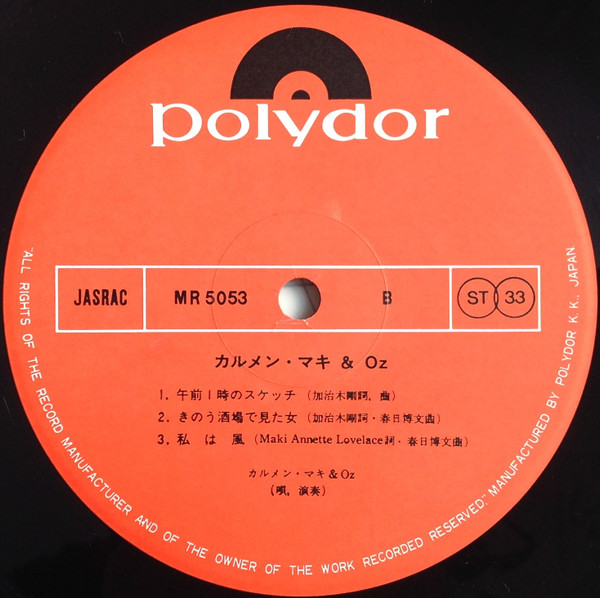 polydor
JASRAC
MR 5053
B
ST 33
カルメン・マキ & Oz
1. 午前1時のスケッチ (加治木剛詞, 曲)
2. きのう酒場で見た女 (加治木剛詞・春日博文曲)
3. 私は風 (Maki Annette Lovelace詞・春日博文曲)
カルメン・マキ&Oz
(唄, 演奏)
"ALL RIGHTS OF THE RECORD MANUFACTURER AND OF THE OWNER OF THE WORK RECORDED RESERVED." MANUFACTURED BY POLYDOR K.K., JAPAN